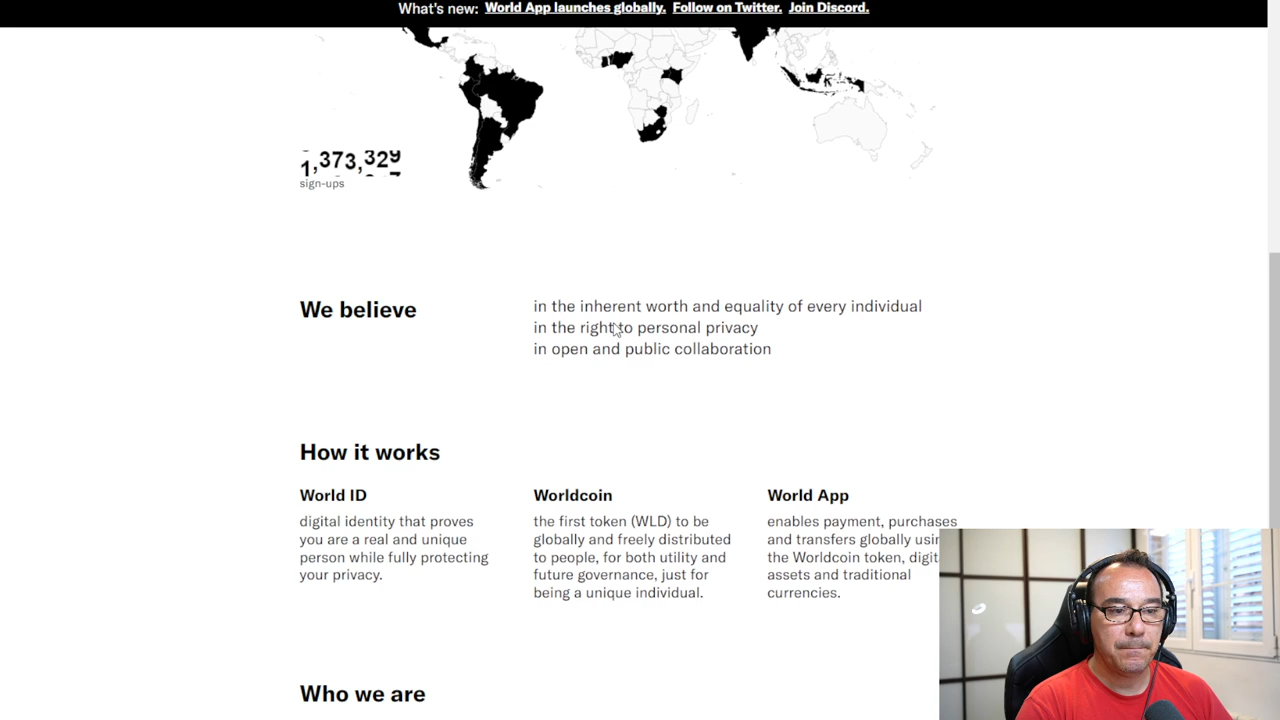 What's new: World App launches globally. Follow on Twitter. Join Discord.
1,373,329
sign-ups
We believe
in the inherent worth and equality of every individual
in the right to personal privacy
in open and public collaboration
How it works
World ID
digital identity that proves
you are a real and unique
person while fully protecting
your privacy.
Worldcoin
the first token (WLD) to be
globally and freely distributed
to people, for both utility and
future governance, just for
being a unique individual.
World App
enables payment, purchases
and transfers globally usin
the Worldcoin token, digit
assets and traditional
currencies.
Who we are